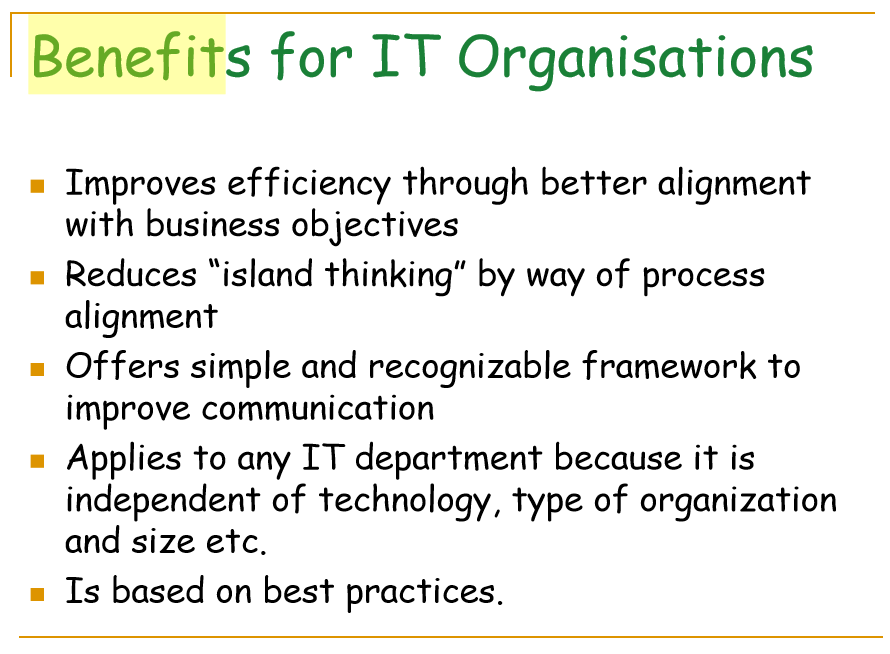 Benefits for IT Organisations
Improves efficiency through better alignment
with business objectives
Reduces “island thinking” by way of process
alignment
Offers simple and recognizable framework to
improve communication
Applies to any IT department because it is
independent of technology, type of organization
and size etc.
Is based on best practices.